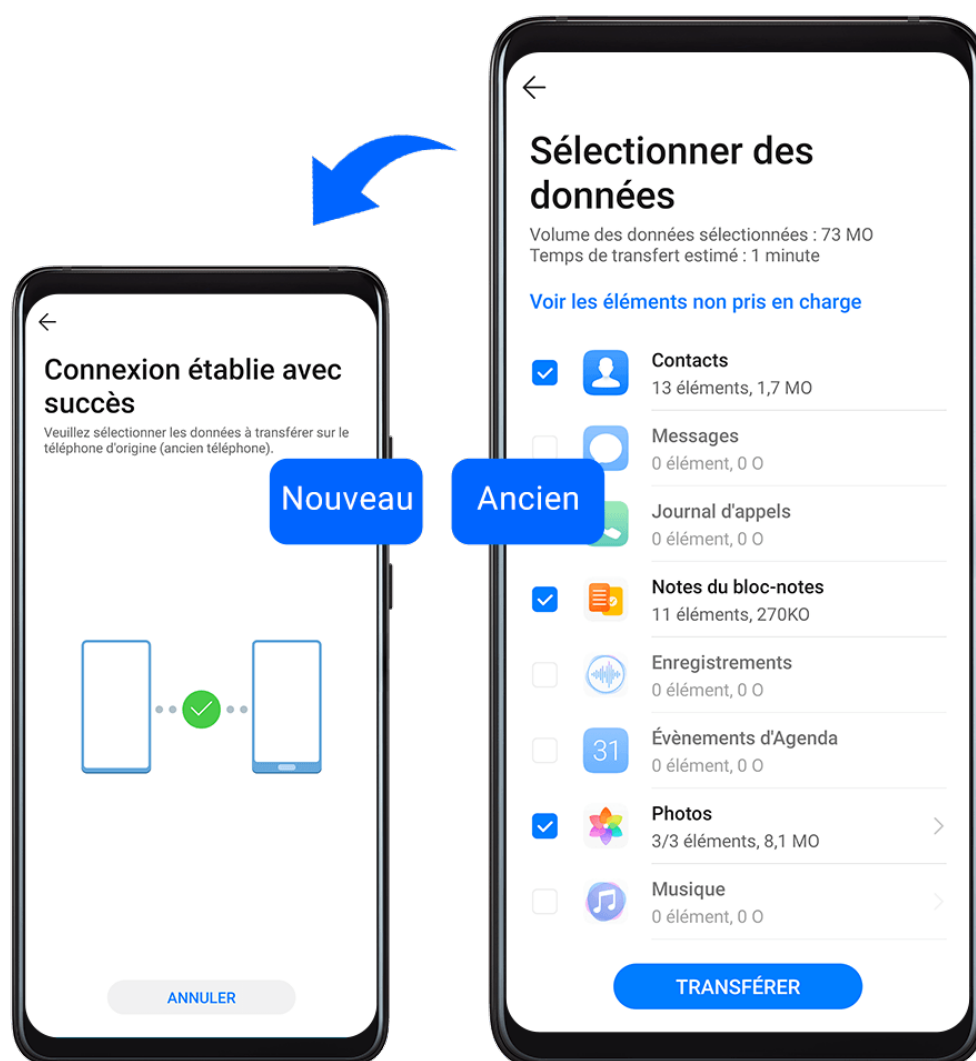 Connexion établie avec
succès
Veuillez sélectionner les données à transférer sur le
téléphone d'origine (ancien téléphone).
Nouveau
ANNULER
Ancien
Sélectionner des
données
Volume des données sélectionnées : 73 MO
Temps de transfert estimé : 1 minute
Voir les éléments non pris en charge
Contacts
13 éléments, 1,7 MO
Messages
0 élément, 0 O
Journal d'appels
0 élément, 0 O
Notes du bloc-notes
11 éléments, 270KO
Enregistrements
0 élément, 0 O
31
Évènements d'Agenda
0 élément, 0 O
Photos
3/3 éléments, 8,1 MO
Musique
0 élément, 0 O
TRANSFÉRER